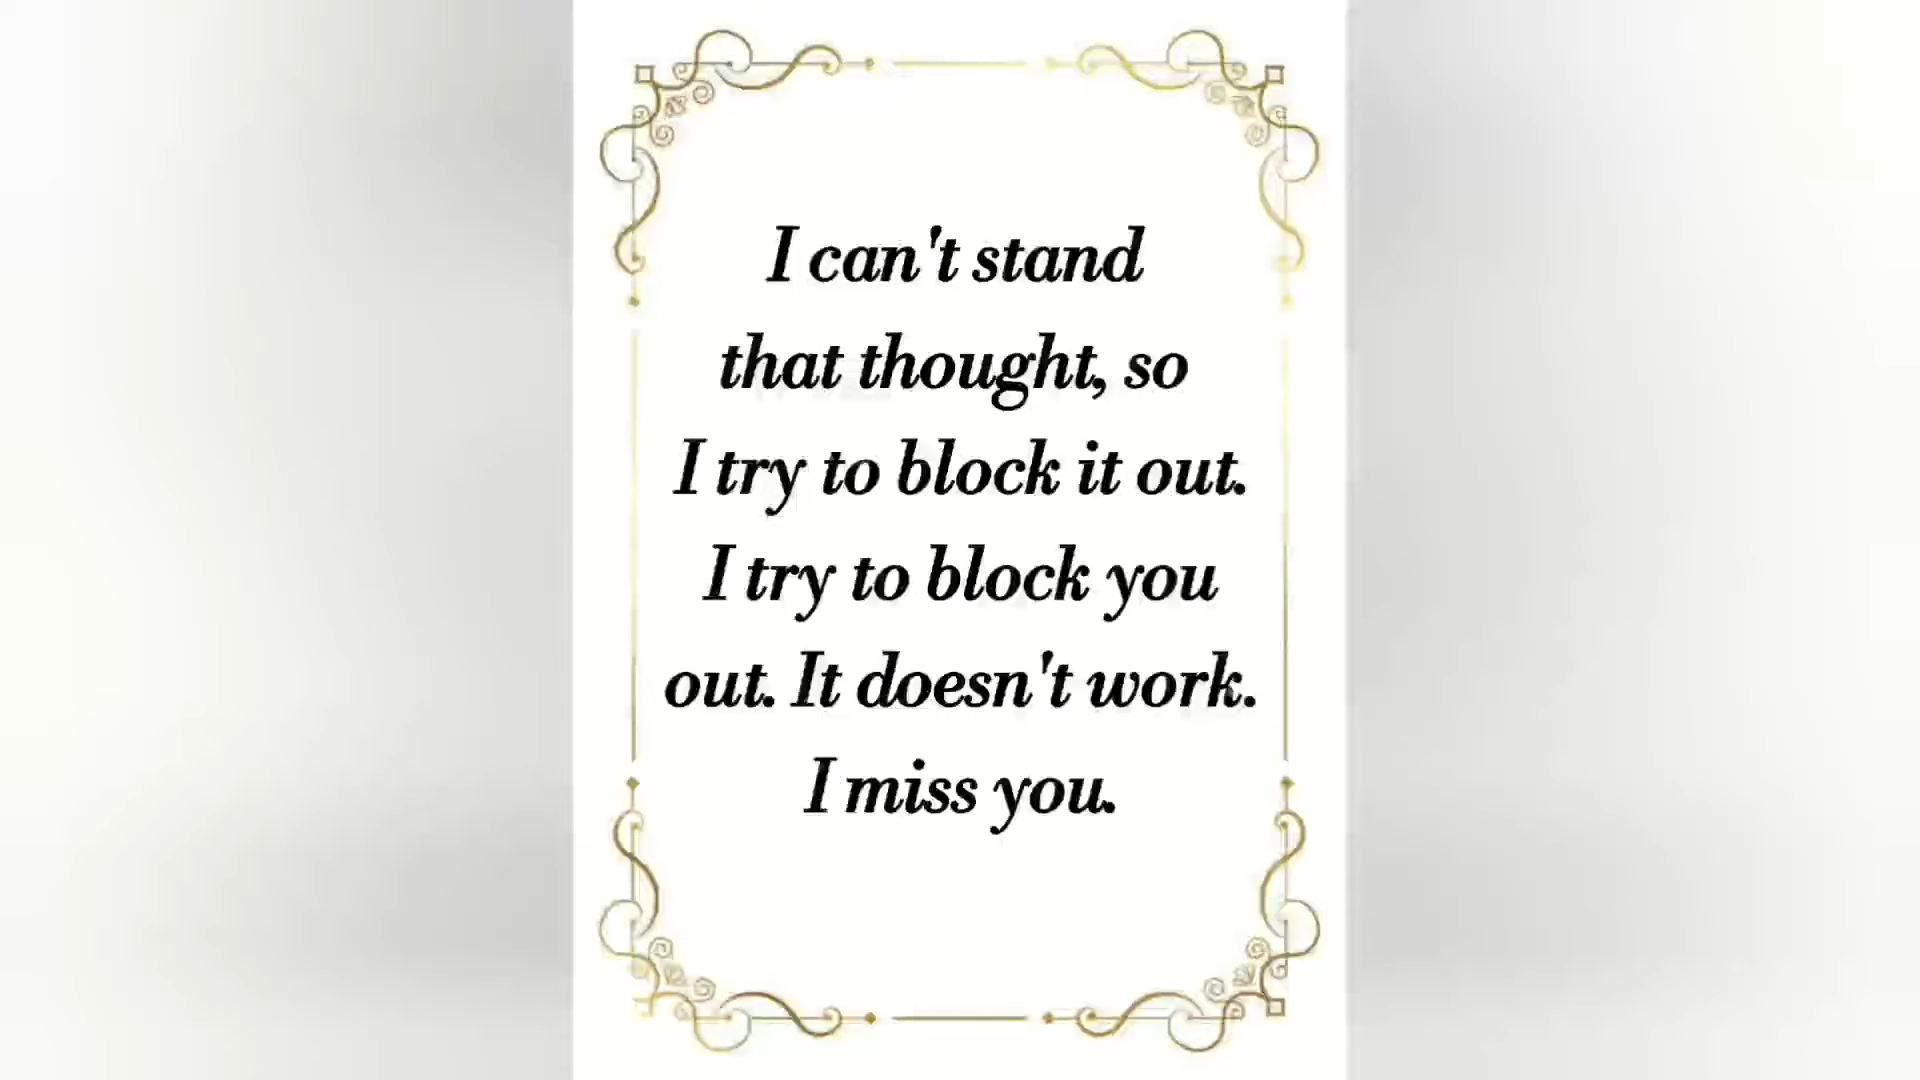 I can't stand
that thought, so
I try to block it out.
I try to block you
out. It doesn't work.
I miss you.